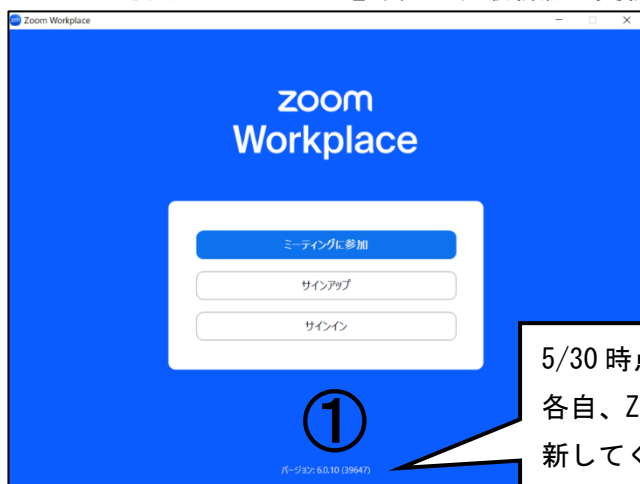 Zoom Workplace
zoom
Workplace
ミーティングに参加
サインアップ
サインイン
①
バージョン: 6.0.10 (39647)
5/30 時点
各自、Z
新してく